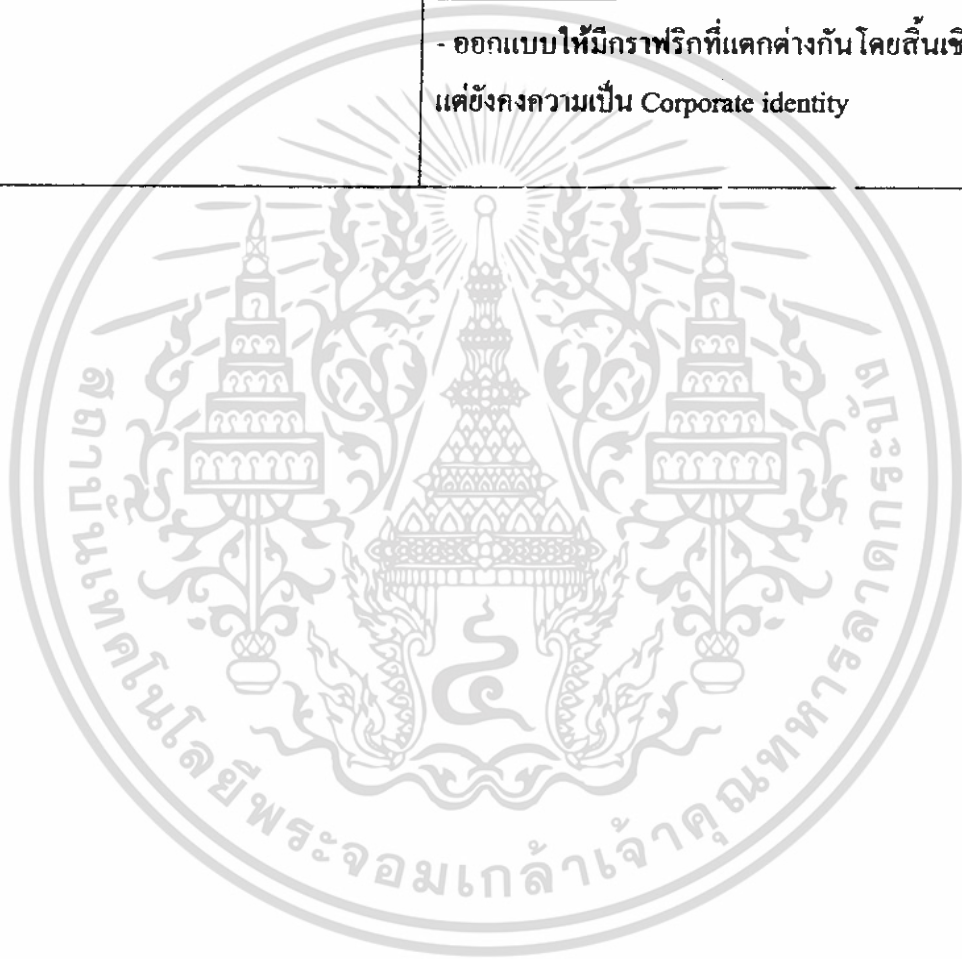 - ออกแบบให้มีกราฟริกที่แตกต่างกันโดยสิ้นเชิ
แต่ยังคงความเป็น Corporate identity
สถาบันเทคโนโลยีพระจอมเกล้าเจ้าคุณทหารลาดกระบัง